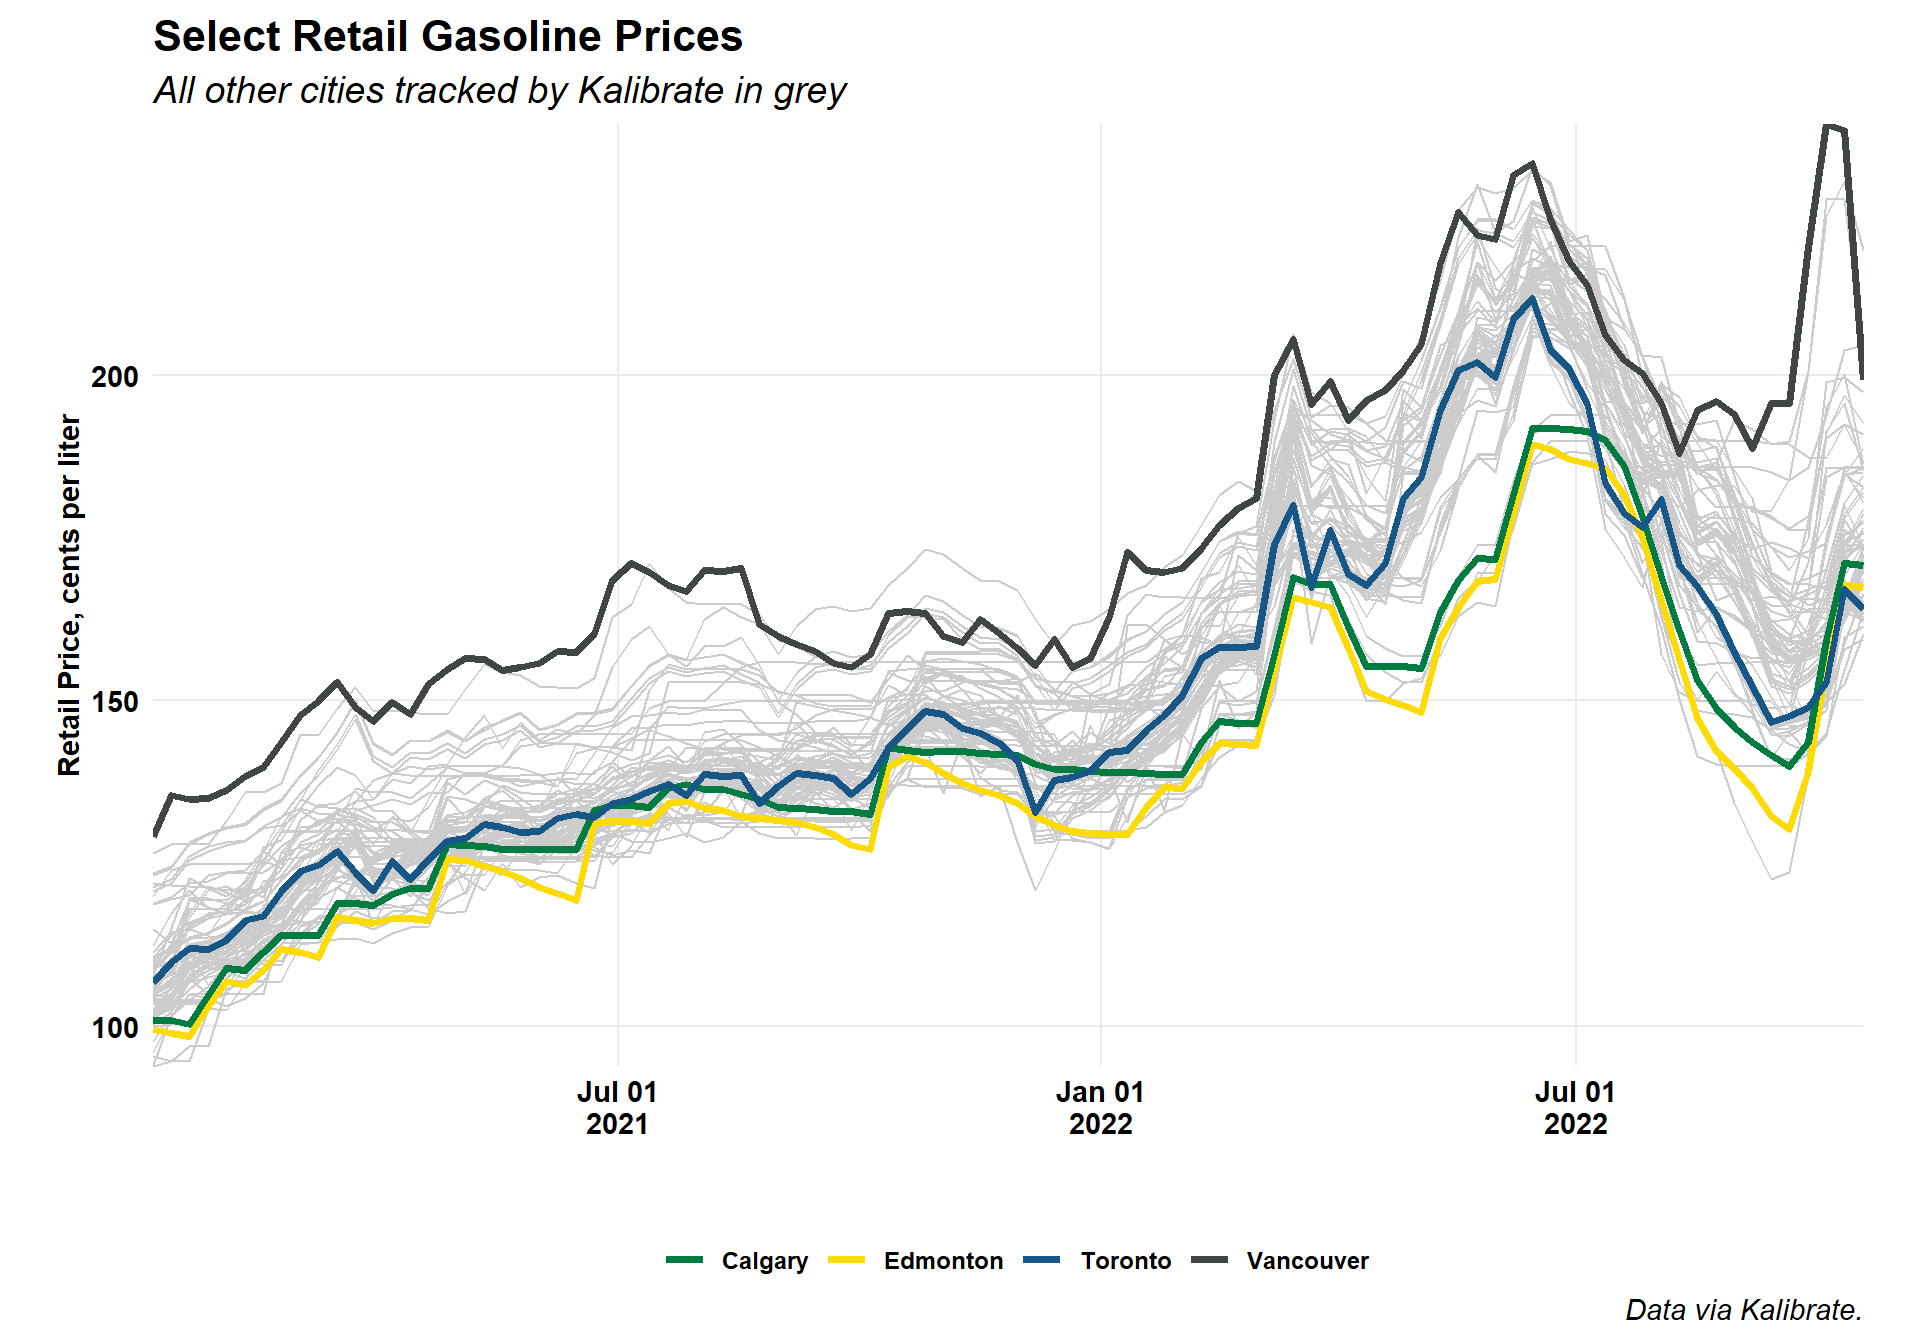 Select Retail Gasoline Prices
All other cities tracked by Kalibrate in grey
Retail Price, cents per liter
200
150
100
Jul 01
2021
Jan 01
2022
Jul 01
2022
Calgary
Edmonton
Toronto
Vancouver
Data via Kalibrate.